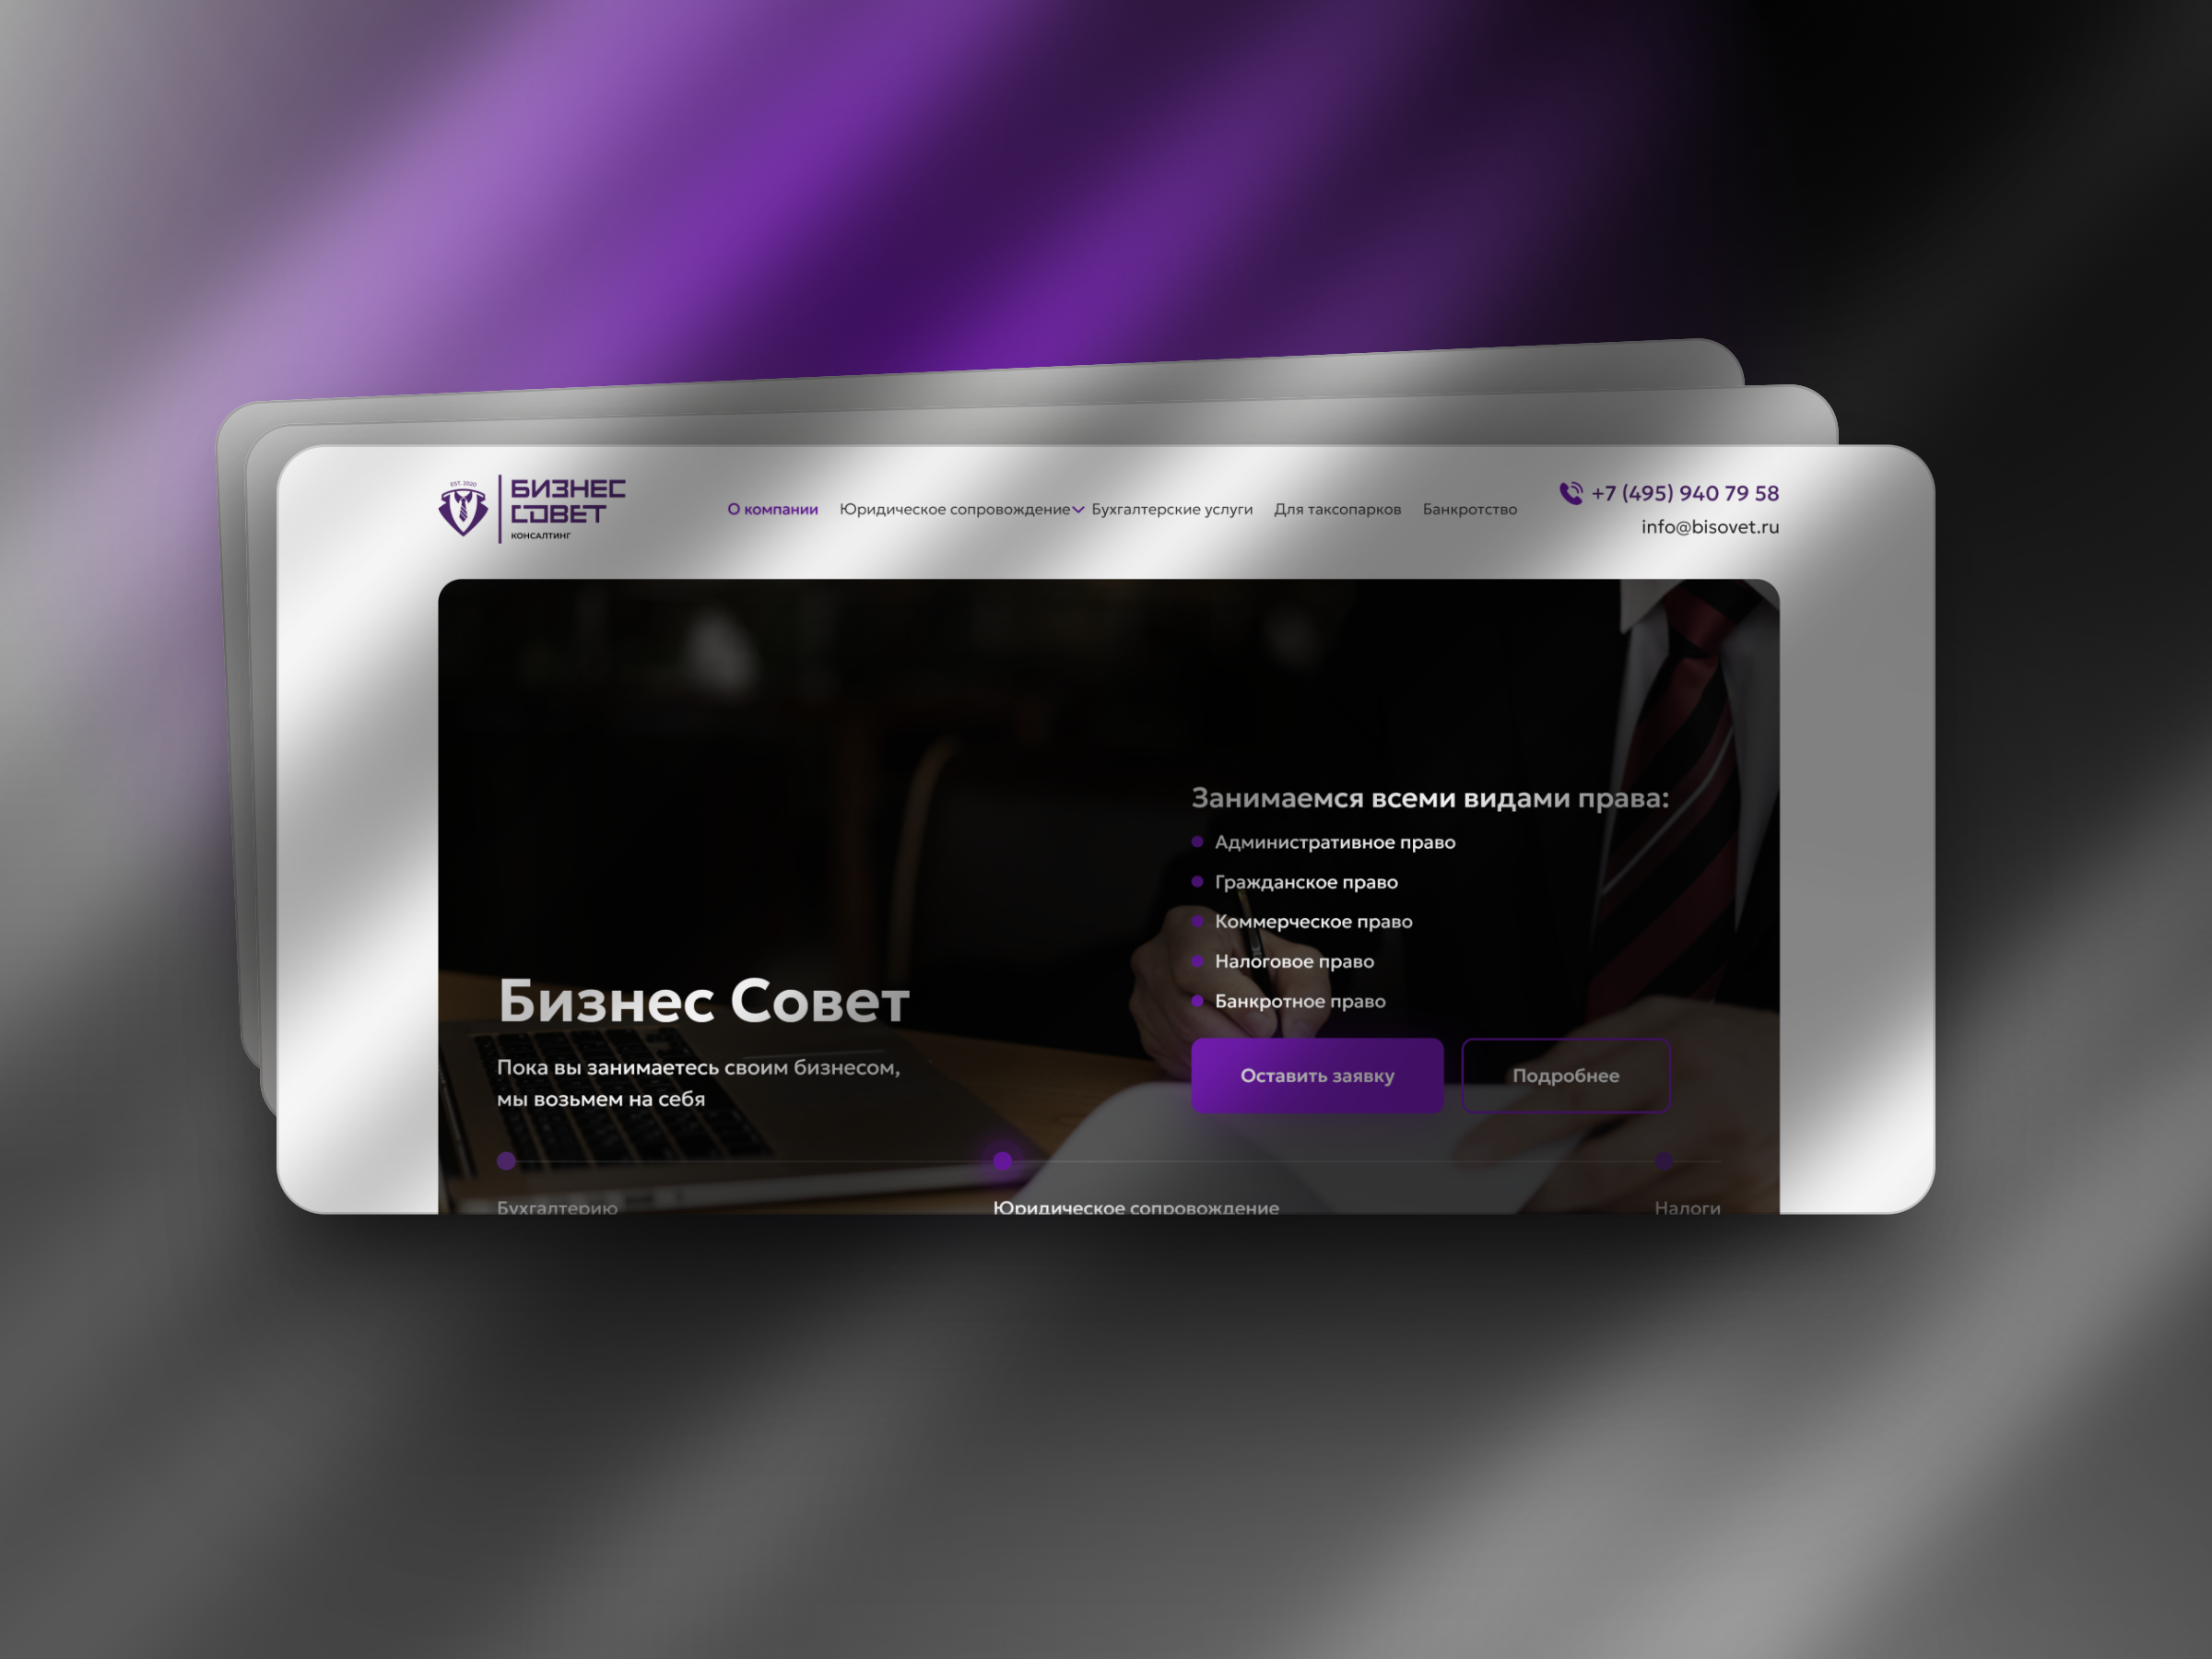 EST. 2020
БИЗНЕС
СОВЕТ
КОНСАЛТИНГ
О компании
Юридическое сопровождение
Бухгалтерские услуги
Для таксопарков
Банкротство
+7 (495) 940 79 58
info@bisovet.ru
Занимаемся всеми видами права:
Административное право
Гражданское право
Коммерческое право
Налоговое право
Банкротное право
Бизнес Совет
Пока вы занимаетесь своим бизнесом,
мы возьмем на себя
Оставить заявку
Подробнее
Бухгалтерию
Юридическое сопровождение
Налоги